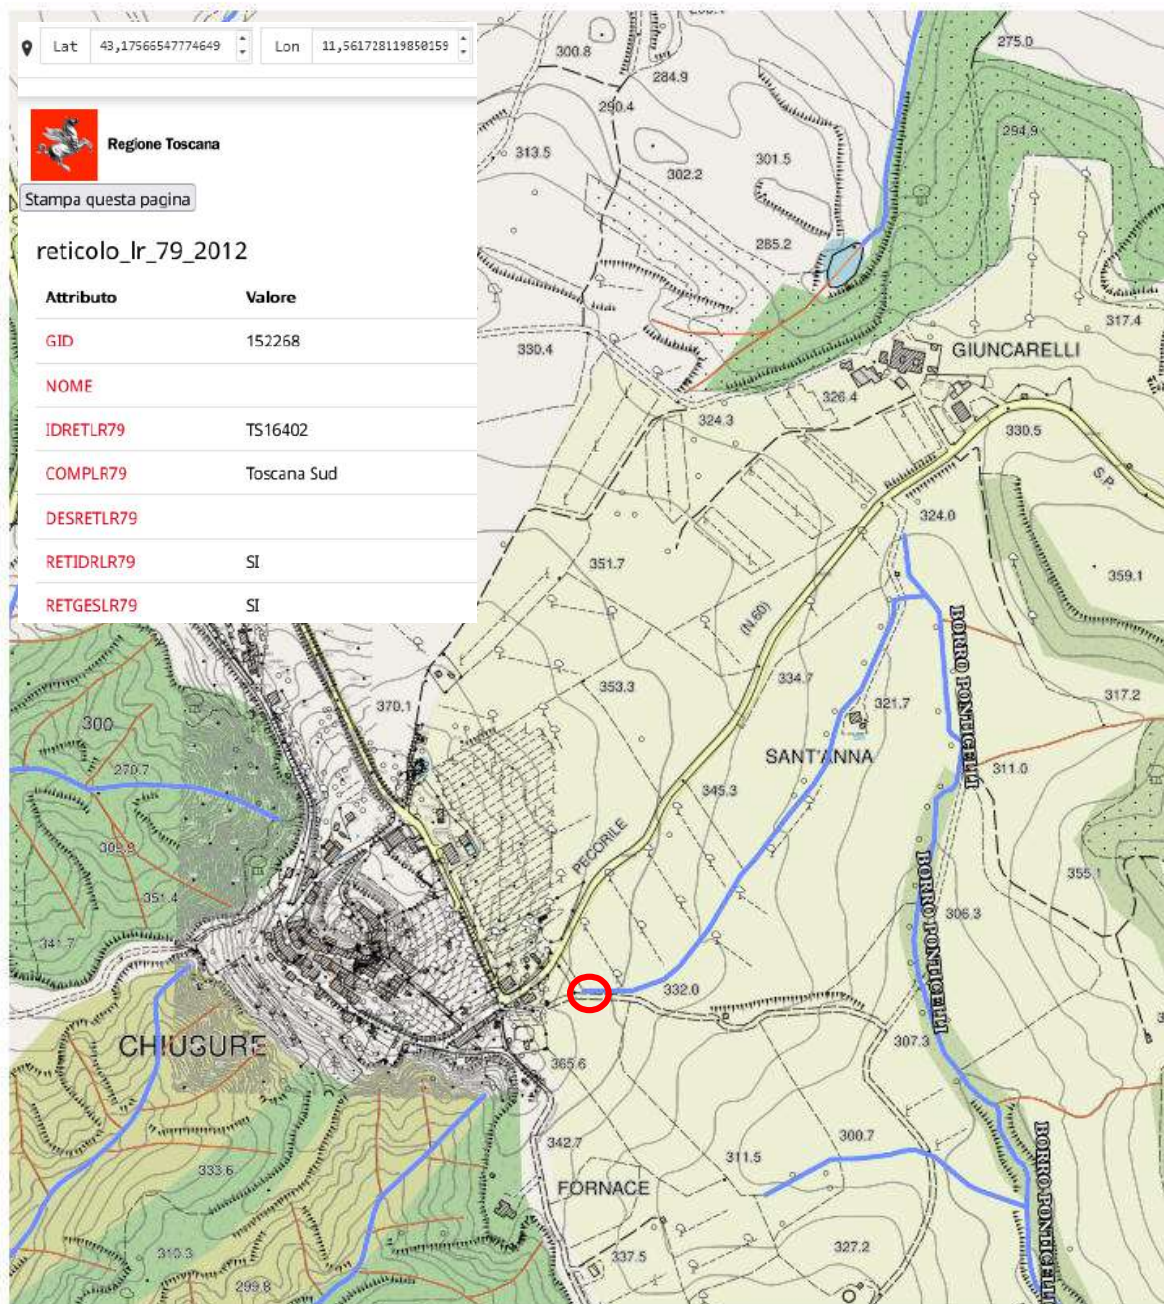 Lat 43,17566547774649 Lon 11,561728119850159
Regione Toscana
Stampa questa pagina
reticolo_lr_79_2012
Attributo Valore
GID 152268
NOME
IDRETLR79 TS16402
COMPLR79 Toscana Sud
DESRETLR79
RETIDRLR79 SI
RETGESLR79 SI
300.8
275.0
284.9
290.4
294.9
313.5
301.5
302.2
285.2
317.4
330.4
GIUNCARELLI
326.4
324.3
330.5
S.P.
324.0
351.7
359.1
(N.60)
BORRO PONTICELLI
334.7
353.3
317.2
370.1
321.7
300
SANT'ANNA
311.0
270.7
345.3
PECORILE
309.9
BORRO PONTICELLI
355.1
351.4
306.3
341.7
332.0
CHIUSURE
307.3
365.6
342.7
300.7
BORRO PONTICELLI
311.5
333.6
FORNACE
310.3
337.5
327.2
299.8